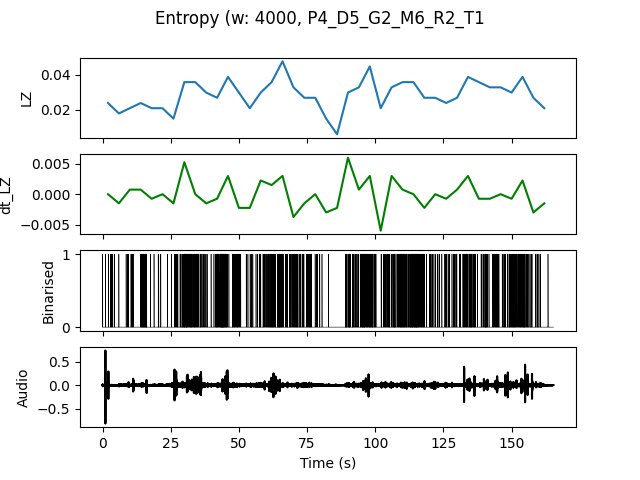 Entropy (w: 4000, P4_D5_G2_M6_R2_T1
LZ
0.04
0.02
dt_LZ
0.005
0.000
−0.005
Binarised
1
0
Audio
0.5
0.0
−0.5
0 25 50 75 100 125 150
Time (s)